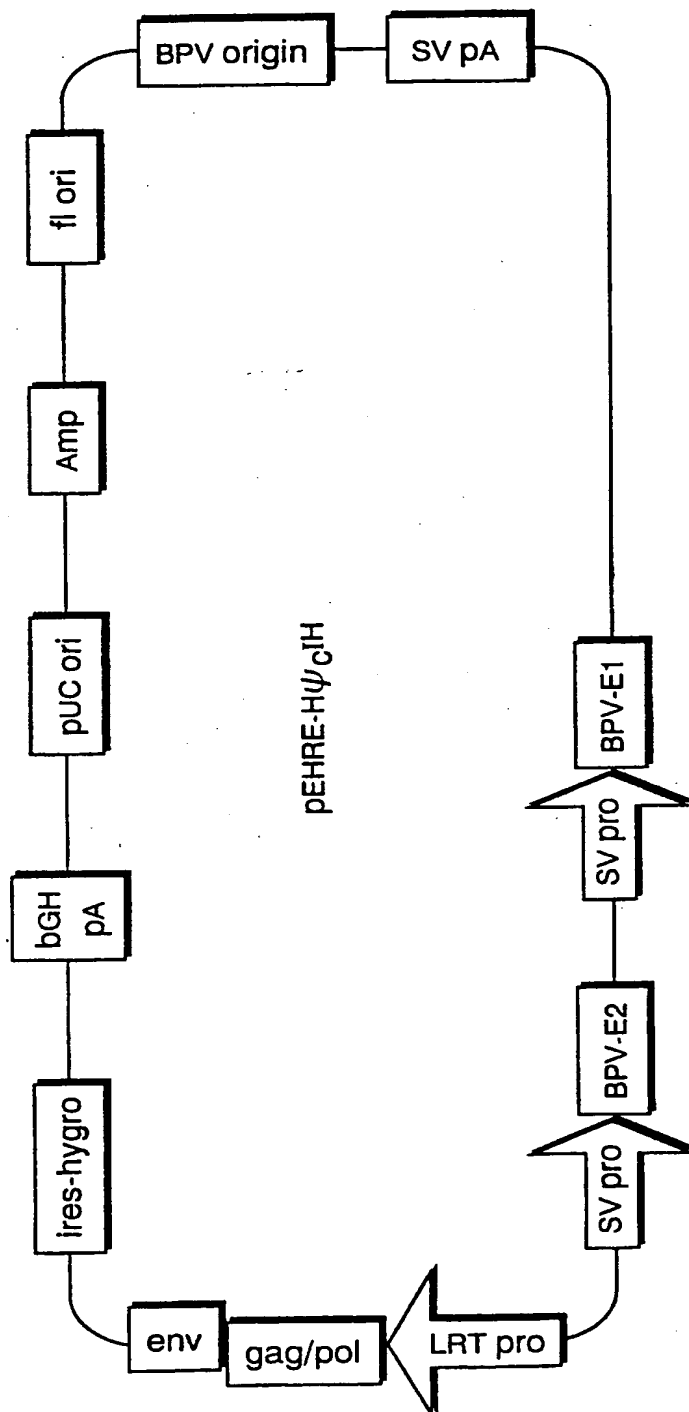 BPV origin
SV pA
fl ori
Amp
pUC ori
bGH
pA
ires-hygro
env
gag/pol
LRT pro
SV pro
BPV-E2
SV pro
BPV-E1
pEHRE-HψcIH